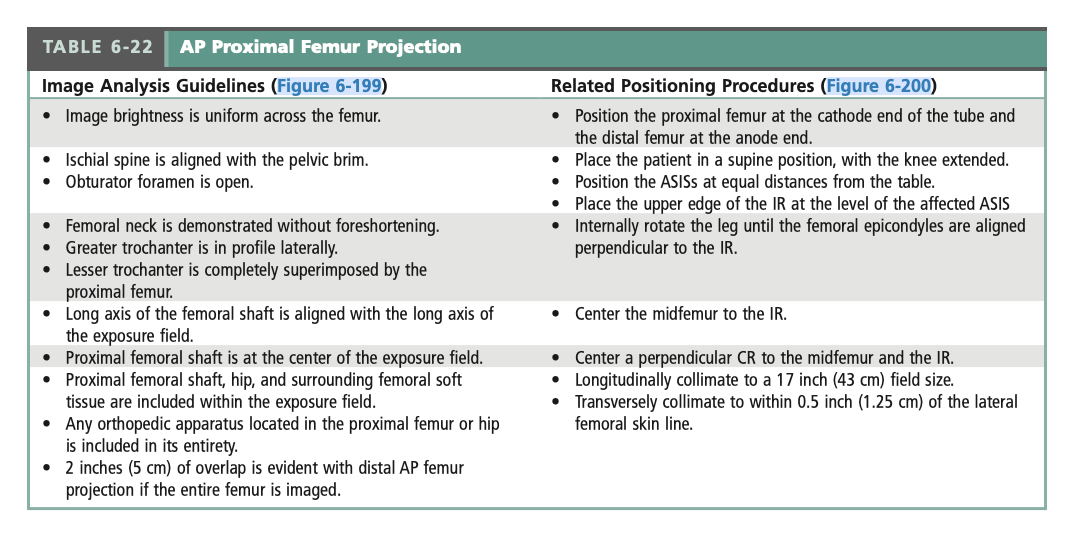 TABLE 6-22 AP Proximal Femur Projection
Image Analysis Guidelines (Figure 6-199) Related Positioning Procedures (Figure 6-200)
• Image brightness is uniform across the femur.
• Position the proximal femur at the cathode end of the tube and
the distal femur at the anode end.
• Ischial spine is aligned with the pelvic brim.
• Obturator foramen is open.
• Place the patient in a supine position, with the knee extended.
• Position the ASISs at equal distances from the table.
• Place the upper edge of the IR at the level of the affected ASIS
• Femoral neck is demonstrated without foreshortening.
• Greater trochanter is in profile laterally.
• Lesser trochanter is completely superimposed by the
proximal femur.
• Internally rotate the leg until the femoral epicondyles are aligned
perpendicular to the IR.
• Long axis of the femoral shaft is aligned with the long axis of
the exposure field.
• Center the midfemur to the IR.
• Proximal femoral shaft is at the center of the exposure field.
• Center a perpendicular CR to the midfemur and the IR.
• Proximal femoral shaft, hip, and surrounding femoral soft
tissue are included within the exposure field.
• Any orthopedic apparatus located in the proximal femur or hip
is included in its entirety.
• 2 inches (5 cm) of overlap is evident with distal AP femur
projection if the entire femur is imaged.
• Longitudinally collimate to a 17 inch (43 cm) field size.
• Transversely collimate to within 0.5 inch (1.25 cm) of the lateral
femoral skin line.